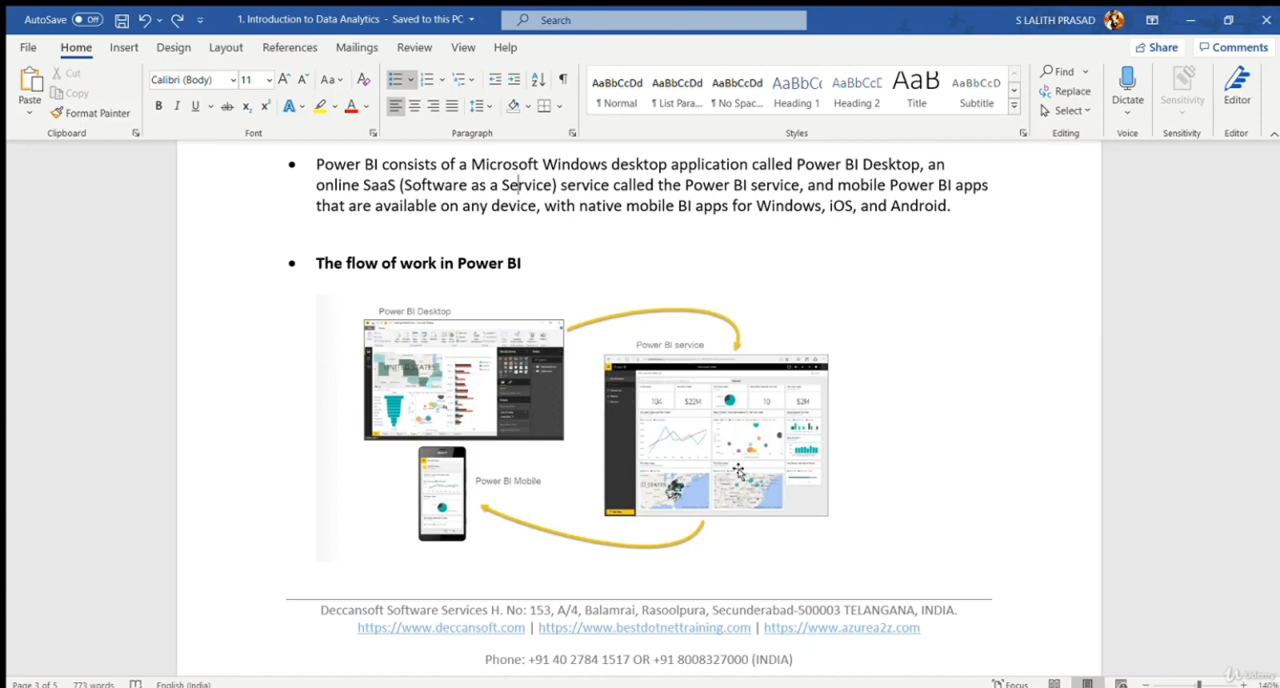 AutoSave Off 1. Introduction to Data Analytics - Saved to this PC Search S LALITH PRASAD
File Home Insert Design Layout References Mailings Review View Help Share Comments
Paste Cut Copy Format Painter
Calibri (Body) 11
AaBbCcDd AaBbCcDd AaBbCcDd AaBbCc AaBbCcC AaB AaBbCcD
¶ Normal ¶ List Para... ¶ No Spac... Heading 1 Heading 2 Title Subtitle
Find Replace Select
Dictate Sensitivity Editor
Clipboard Font Paragraph Styles Editing Voice Sensitivity Editor
• Power BI consists of a Microsoft Windows desktop application called Power BI Desktop, an
online SaaS (Software as a Service) service called the Power BI service, and mobile Power BI apps
that are available on any device, with native mobile BI apps for Windows, iOS, and Android.
• The flow of work in Power BI
Power BI Desktop
Power BI service
104 $22M 10 $2M
Power BI Mobile
Deccansoft Software Services H. No: 153, A/4, Balamrai, Rasoolpura, Secunderabad-500003 TELANGANA, INDIA.
https://www.deccansoft.com | https://www.bestdotnettraining.com | https://www.azurea2z.com
Phone: +91 40 2784 1517 OR +91 8008327000 (INDIA)
Page 3 of 5 773 words English (India) Focus 140%
Udemy